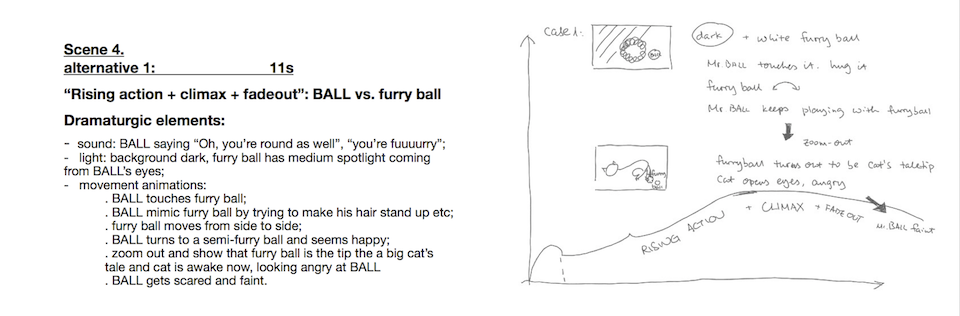 Scene 4.
alternative 1: 11s
“Rising action + climax + fadeout”: BALL vs. furry ball
Dramaturgic elements:
- sound: BALL saying “Oh, you’re round as well”, “you’re fuuuurry”;
- light: background dark, furry ball has medium spotlight coming
from BALL’s eyes;
- movement animations:
. BALL touches furry ball;
. BALL mimic furry ball by trying to make his hair stand up etc;
. furry ball moves from side to side;
. BALL turns to a semi-furry ball and seems happy;
. zoom out and show that furry ball is the tip the a big cat’s
tale and cat is awake now, looking angry at BALL
. BALL gets scared and faint.
case 1:
dark + white furry ball
Mr. BALL touches it. hug it
furry ball
Mr BALL keeps playing with furryball
zoom-out
furryball turns out to be cat's taletip
Cat opens eyes, angry
RISING ACTION + CLIMAX + FADE OUT
Mr. BALL faint